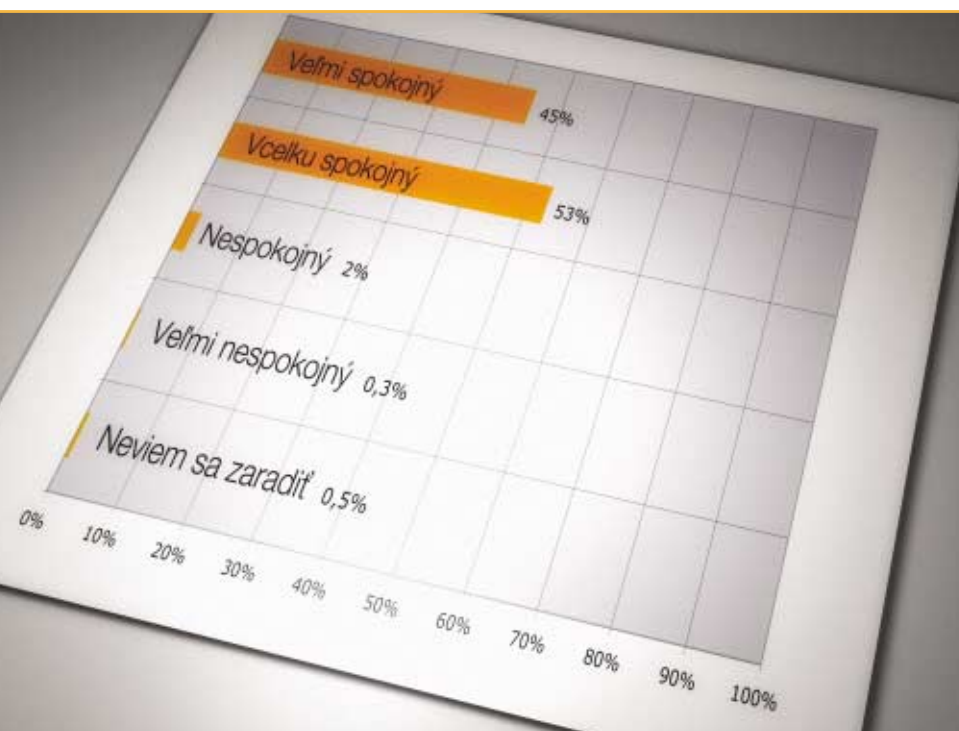 Veľmi spokojný
45%
Vcelku spokojný
53%
Nespokojný 2%
Veľmi nespokojný 0,3%
Neviem sa zaradiť 0,5%
0% 10% 20% 30% 40% 50% 60% 70% 80% 90% 100%